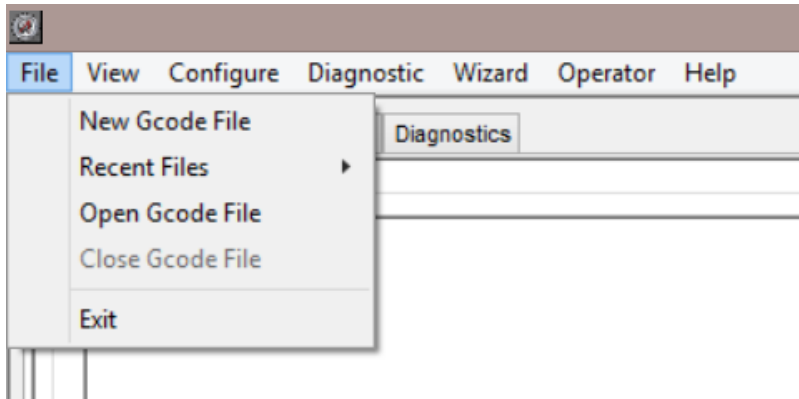 File View Configure Diagnostic Wizard Operator Help
New Gcode File
Diagnostics
Recent Files
Open Gcode File
Close Gcode File
Exit